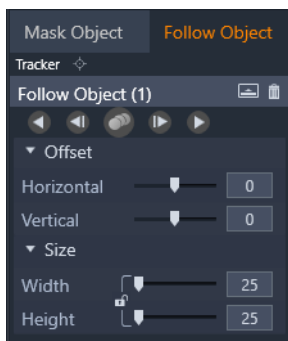 Mask Object Follow Object
Tracker
Follow Object (1)
Offset
Horizontal 0
Vertical 0
Size
Width 25
Height 25